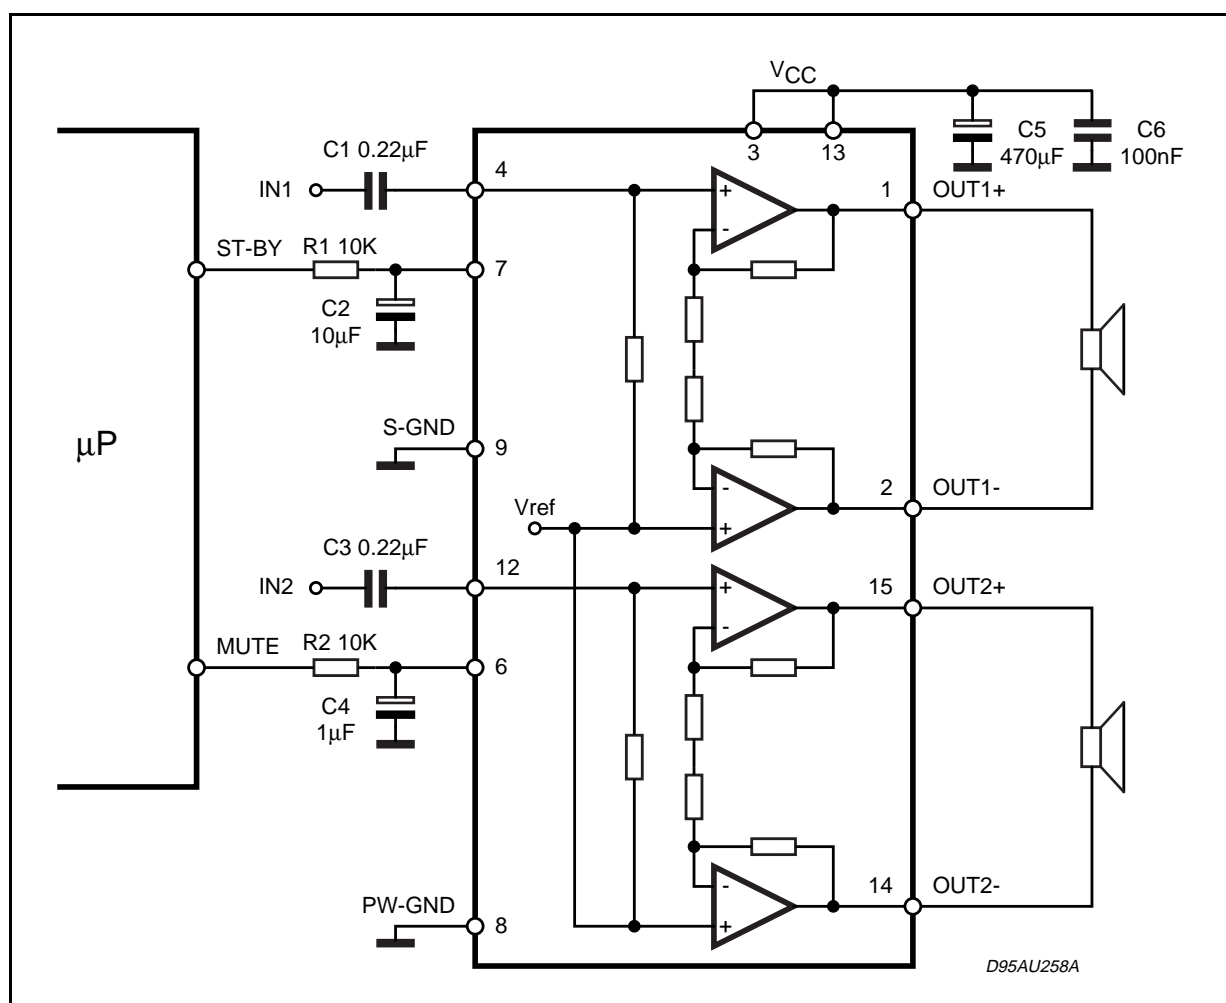 VCC
C1 0.22μF
3
13
C5
470μF
C6
100nF
IN1
4
+
1
OUT1+
-
ST-BY
R1 10K
7
C2
10μF
μP
S-GND
9
-
2
OUT1-
Vref
+
C3 0.22μF
12
IN2
+
15
OUT2+
-
MUTE
R2 10K
6
C4
1μF
-
14
OUT2-
PW-GND
8
+
D95AU258A